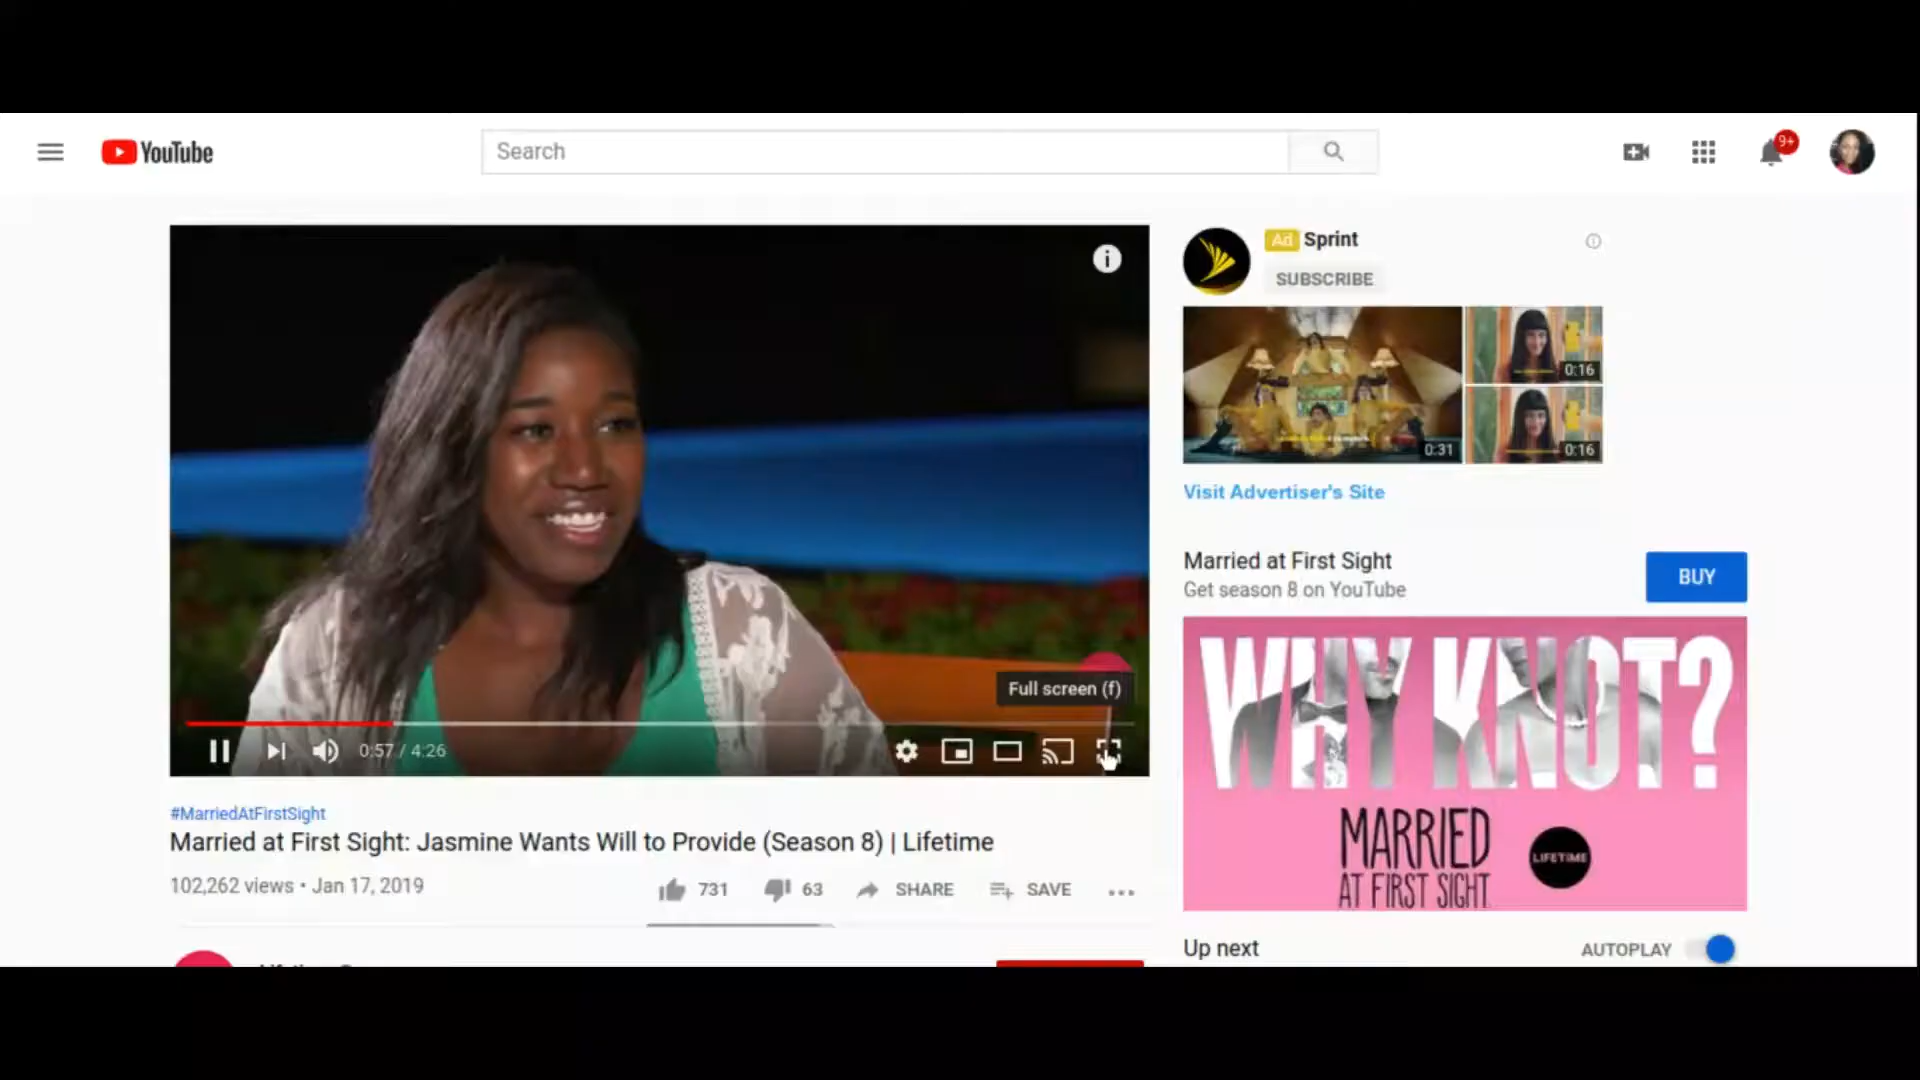 YouTube
Search
9+
Ad Sprint
SUBSCRIBE
0:31
0:16
0:16
Visit Advertiser's Site
Married at First Sight
Get season 8 on YouTube
BUY
WHY KNOT?
MARRIED
AT FIRST SIGHT
LIFETIME
Full screen (f)
0:57 / 4:26
#MarriedAtFirstSight
Married at First Sight: Jasmine Wants Will to Provide (Season 8) | Lifetime
102,262 views • Jan 17, 2019
731
63
SHARE
SAVE
Up next
AUTOPLAY